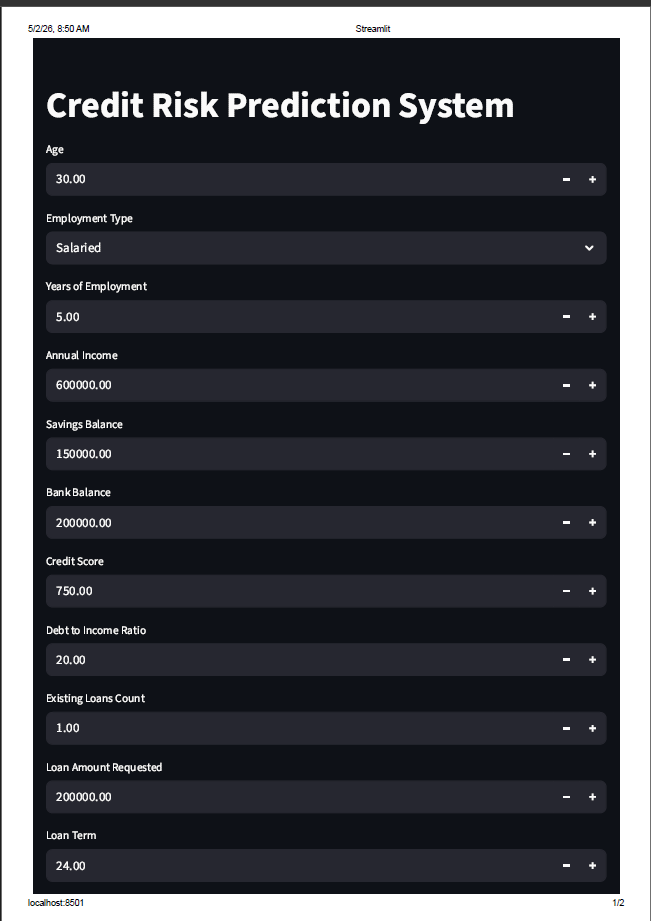 5/2/26, 8:50 AM Streamlit
Credit Risk Prediction System
Age
30.00
Employment Type
Salaried
Years of Employment
5.00
Annual Income
600000.00
Savings Balance
150000.00
Bank Balance
200000.00
Credit Score
750.00
Debt to Income Ratio
20.00
Existing Loans Count
1.00
Loan Amount Requested
200000.00
Loan Term
24.00
localhost:8501 1/2